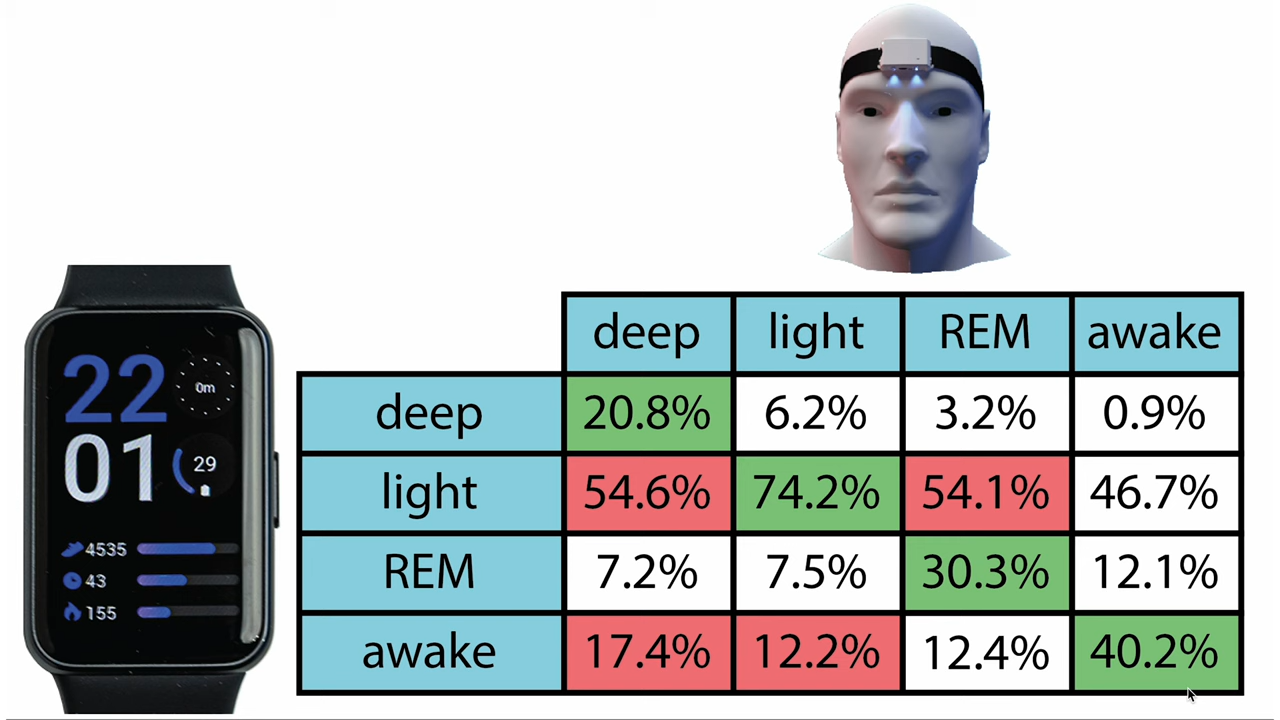 deep light REM awake
deep 20.8% 6.2% 3.2% 0.9%
light 54.6% 74.2% 54.1% 46.7%
REM 7.2% 7.5% 30.3% 12.1%
awake 17.4% 12.2% 12.4% 40.2%
22
0m
01
29
4535
43
155